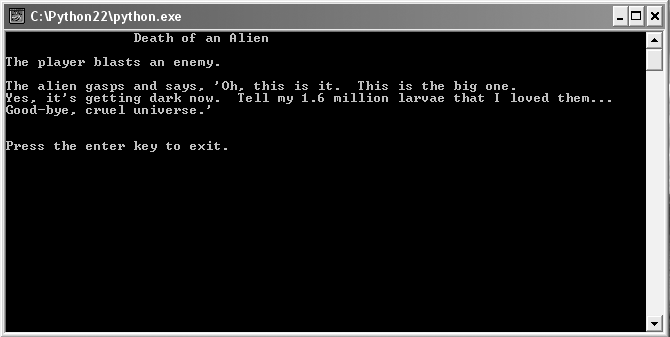 C:\Python22\python.exe
Death of an Alien
The player blasts an enemy.
The alien gasps and says, 'Oh, this is it.  This is the big one.
Yes, it's getting dark now.  Tell my 1.6 million larvae that I loved them...
Good-bye, cruel universe.'
Press the enter key to exit.